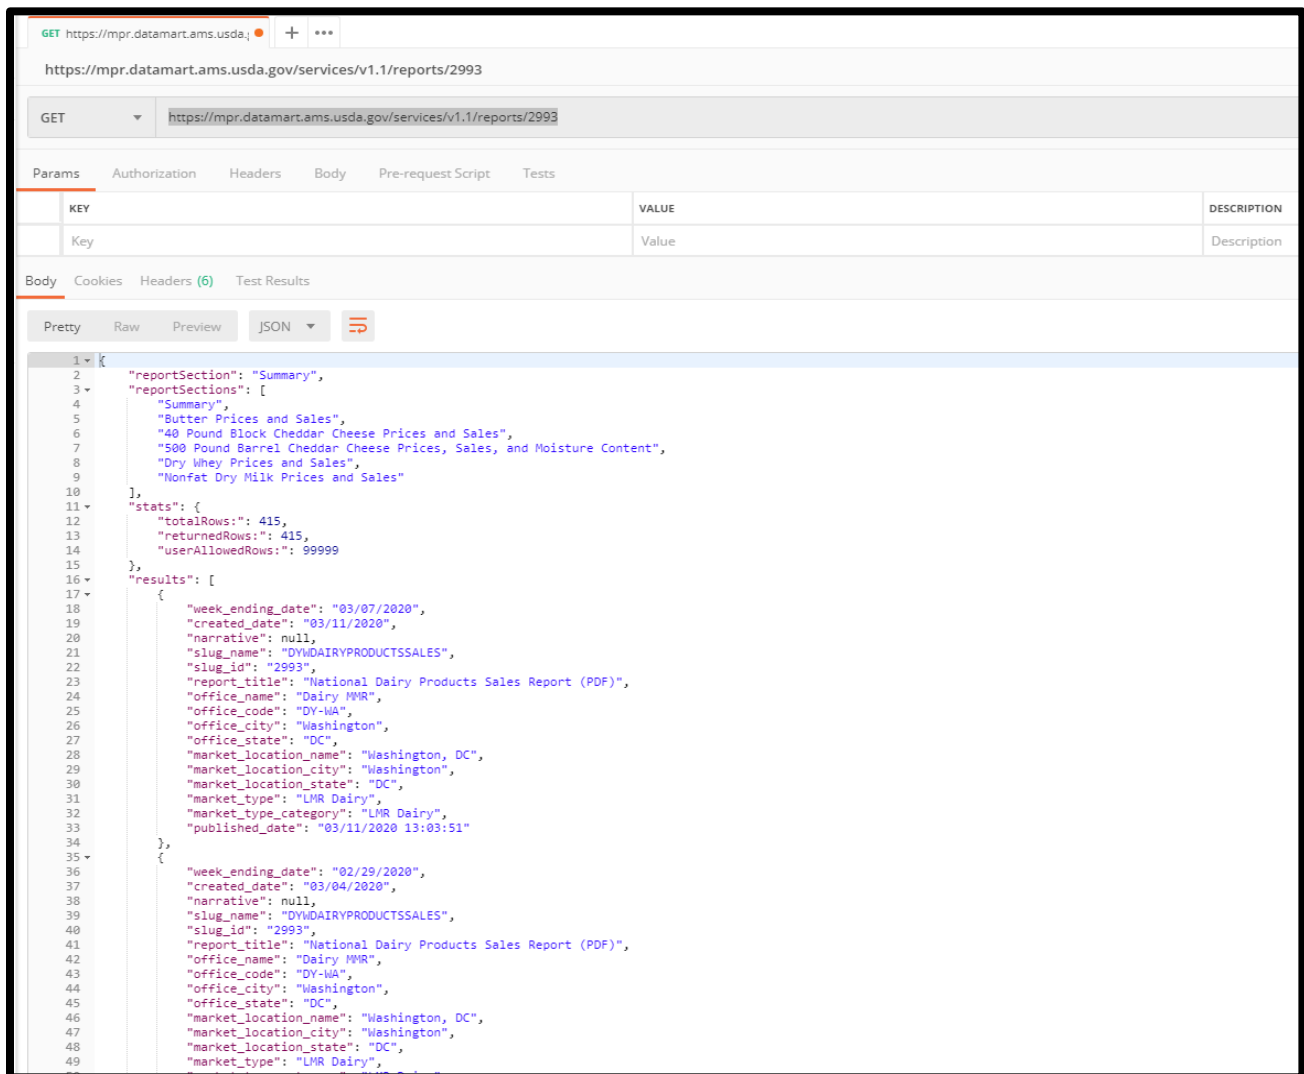 GET https://mpr.datamart.ams.usda.g
https://mpr.datamart.ams.usda.gov/services/v1.1/reports/2993
GET https://mpr.datamart.ams.usda.gov/services/v1.1/reports/2993
Params Authorization Headers Body Pre-request Script Tests
KEY VALUE DESCRIPTION
Key Value Description
Body Cookies Headers (6) Test Results
Pretty Raw Preview JSON
1 {
2 "reportSection": "Summary",
3 "reportSections": [
4 "Summary",
5 "Butter Prices and Sales",
6 "40 Pound Block Cheddar Cheese Prices and Sales",
7 "500 Pound Barrel Cheddar Cheese Prices, Sales, and Moisture Content",
8 "Dry Whey Prices and Sales",
9 "Nonfat Dry Milk Prices and Sales"
10 ],
11 "stats": {
12 "totalRows:": 415,
13 "returnedRows:": 415,
14 "userAllowedRows:": 99999
15 },
16 "results": [
17 {
18 "week_ending_date": "03/07/2020",
19 "created_date": "03/11/2020",
20 "narrative": null,
21 "slug_name": "DYWDAIRYPRODUCTSSALES",
22 "slug_id": "2993",
23 "report_title": "National Dairy Products Sales Report (PDF)",
24 "office_name": "Dairy MMR",
25 "office_code": "DY-WA",
26 "office_city": "Washington",
27 "office_state": "DC",
28 "market_location_name": "Washington, DC",
29 "market_location_city": "Washington",
30 "market_location_state": "DC",
31 "market_type": "LMR Dairy",
32 "market_type_category": "LMR Dairy",
33 "published_date": "03/11/2020 13:03:51"
34 },
35 {
36 "week_ending_date": "02/29/2020",
37 "created_date": "03/04/2020",
38 "narrative": null,
39 "slug_name": "DYWDAIRYPRODUCTSSALES",
40 "slug_id": "2993",
41 "report_title": "National Dairy Products Sales Report (PDF)",
42 "office_name": "Dairy MMR",
43 "office_code": "DY-WA",
44 "office_city": "Washington",
45 "office_state": "DC",
46 "market_location_name": "Washington, DC",
47 "market_location_city": "Washington",
48 "market_location_state": "DC",
49 "market_type": "LMR Dairy",